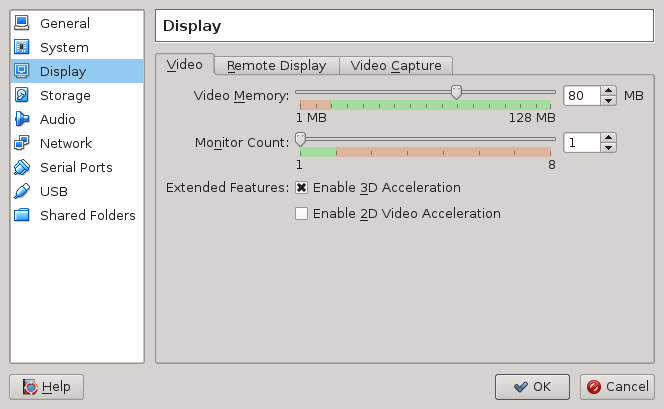 General
System
Display
Storage
Audio
Network
Serial Ports
USB
Shared Folders
Display
Video
Remote Display
Video Capture
Video Memory:
80
MB
1 MB
128 MB
Monitor Count:
1
1
8
Extended Features:
Enable 3D Acceleration
Enable 2D Video Acceleration
Help
OK
Cancel